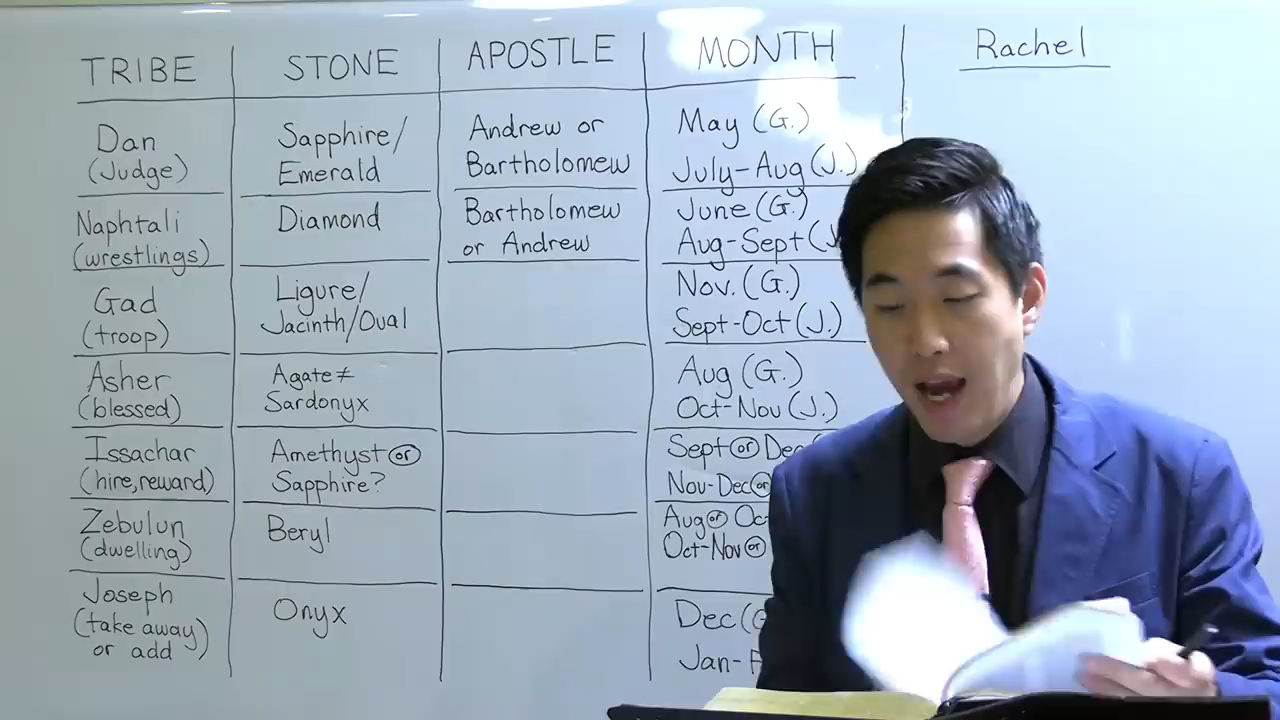 TRIBE STONE APOSTLE MONTH Rachel
Dan
(Judge)
Sapphire/
Emerald
Andrew or
Bartholomew
May (G.)
July-Aug (J.)
Naphtali
(wrestlings)
Diamond
Bartholomew
or Andrew
June (G.)
Aug-Sept (J
Gad
(troop)
Ligure/
Jacinth/Oval
Nov. (G.)
Sept-Oct (J.)
Asher
(blessed)
Agate≠
Sardonyx
Aug (G.)
Oct-Nov (J.)
Issachar
(hire,reward)
Amethyst or
Sapphire?
Sept or Dec
Nov-Dec or
Zebulun
(dwelling)
Beryl
Aug or Oc
Oct-Nov or
Joseph
(take away)
or add
Onyx
Dec (G
Jan-F